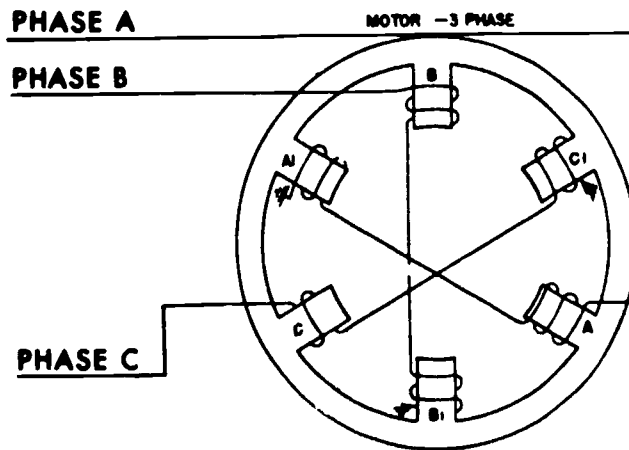 PHASE A
MOTOR -3 PHASE
PHASE B
B
A1
C1
C
A
PHASE C
B1